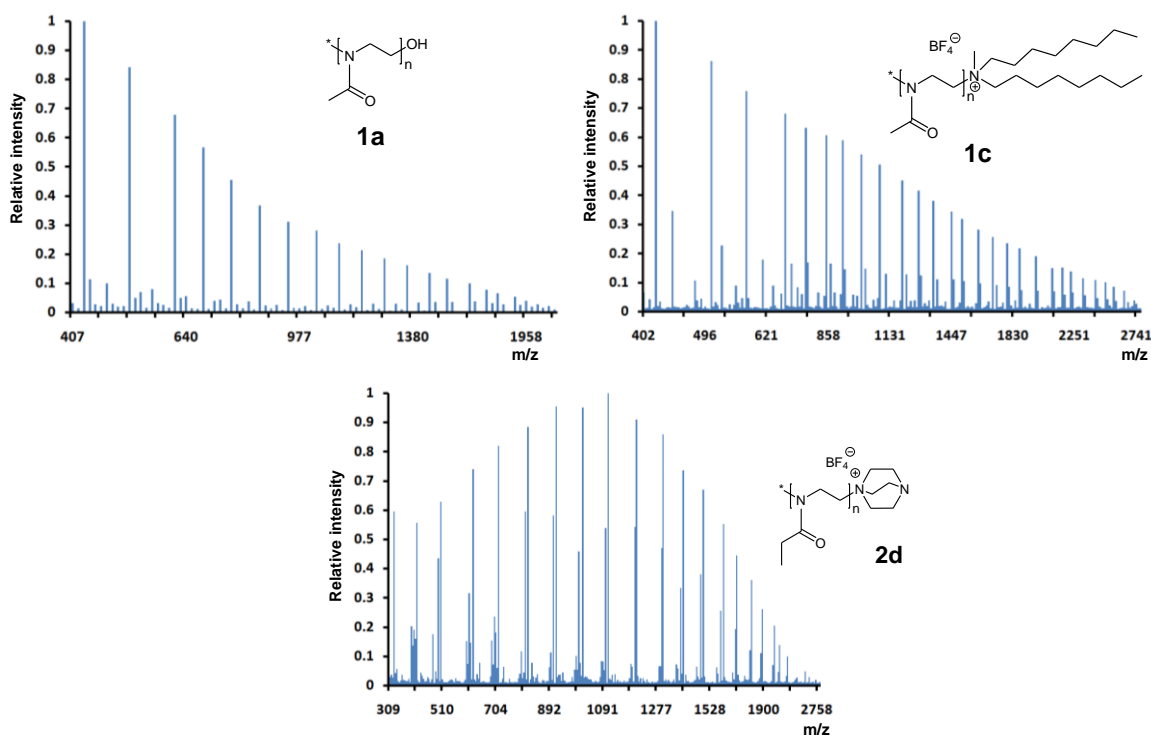 1
0.9
0.8
0.7
0.6
0.5
0.4
0.3
0.2
0.1
0
Relative intensity
407 640 977 1380 1958
m/z
* N OH
n
O
1a
1
0.9
0.8
0.7
0.6
0.5
0.4
0.3
0.2
0.1
0
Relative intensity
402 496 621 858 1131 1447 1830 2251 2741
m/z
BF4⊖
* N N⊕
n
O
1c
1
0.9
0.8
0.7
0.6
0.5
0.4
0.3
0.2
0.1
0
Relative intensity
309 510 704 892 1091 1277 1528 1900 2758
m/z
BF4⊖
⊕
* N N N
n
O
2d